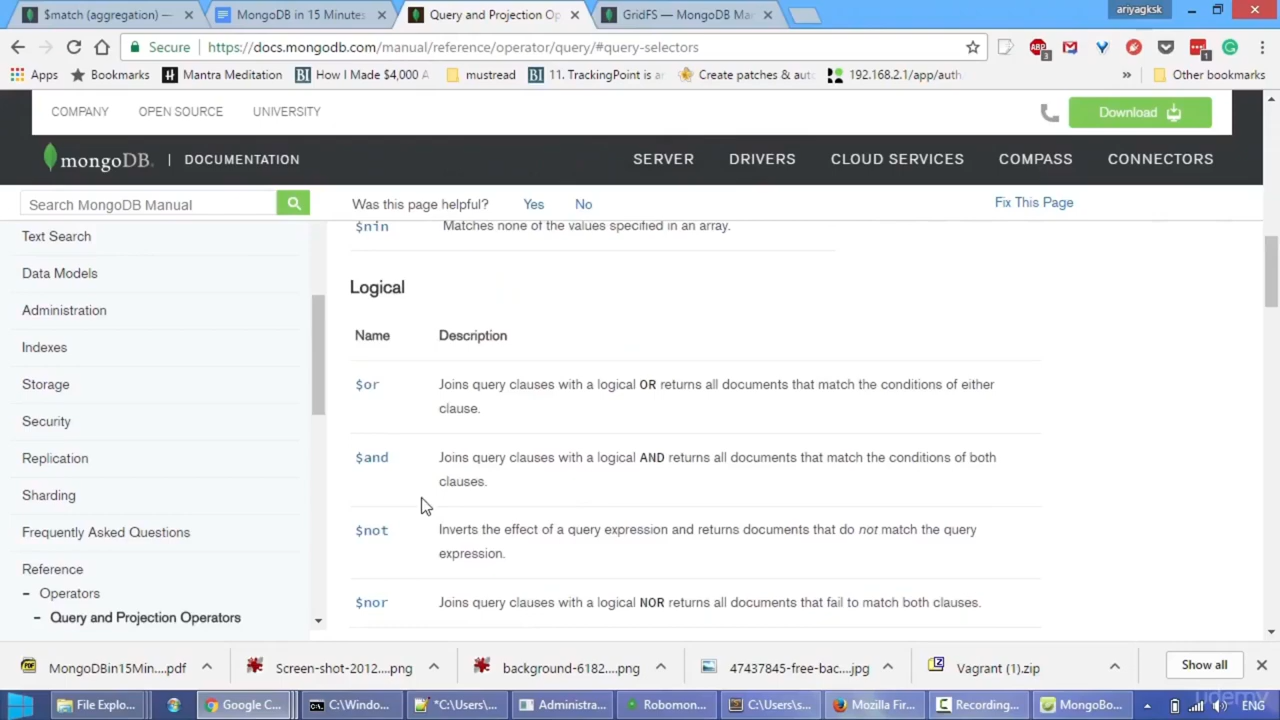 $match (aggregation) —
MongoDB in 15 Minutes
Query and Projection Op
GridFS — MongoDB Ma
ariyagksk
Secure
https://docs.mongodb.com/manual/reference/operator/query/#query-selectors
Apps
Bookmarks
Mantra Meditation
How I Made $4,000 A
mustread
11. TrackingPoint is ar
Create patches & auto
192.168.2.1/app/auth
»
Other bookmarks
COMPANY
OPEN SOURCE
UNIVERSITY
Download
mongoDB.
DOCUMENTATION
SERVER
DRIVERS
CLOUD SERVICES
COMPASS
CONNECTORS
Search MongoDB Manual
Was this page helpful?
Yes
No
Fix This Page
Text Search
Data Models
Administration
Indexes
Storage
Security
Replication
Sharding
Frequently Asked Questions
Reference
− Operators
− Query and Projection Operators
$nin Matches none of the values specified in an array.
Logical
Name Description
$or Joins query clauses with a logical OR returns all documents that match the conditions of either
clause.
$and Joins query clauses with a logical AND returns all documents that match the conditions of both
clauses.
$not Inverts the effect of a query expression and returns documents that do not match the query
expression.
$nor Joins query clauses with a logical NOR returns all documents that fail to match both clauses.
MongoDBin15Min....pdf
Screen-shot-2012....png
background-6182....png
47437845-free-bac....jpg
Vagrant (1).zip
Show all
File Explo...
Google C...
C:\Windo...
*C:\Users\...
Administra...
Robomon...
C:\Users\s...
Mozilla Fir...
Recording...
MongoBo...
ENG
udemy